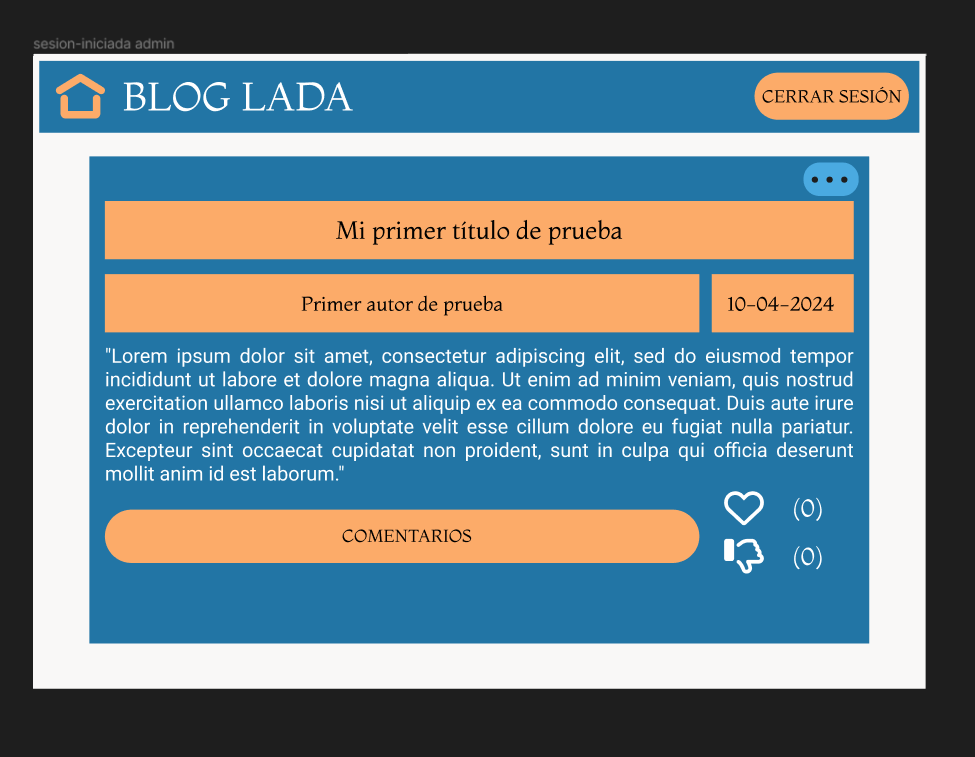 sesion-iniciada admin
BLOG LADA
CERRAR SESIÓN
Mi primer título de prueba
Primer autor de prueba
10-04-2024
"Lorem ipsum dolor sit amet, consectetur adipiscing elit, sed do eiusmod tempor
incididunt ut labore et dolore magna aliqua. Ut enim ad minim veniam, quis nostrud
exercitation ullamco laboris nisi ut aliquip ex ea commodo consequat. Duis aute irure
dolor in reprehenderit in voluptate velit esse cillum dolore eu fugiat nulla pariatur.
Excepteur sint occaecat cupidatat non proident, sunt in culpa qui officia deserunt
mollit anim id est laborum."
(0)
COMENTARIOS
(0)